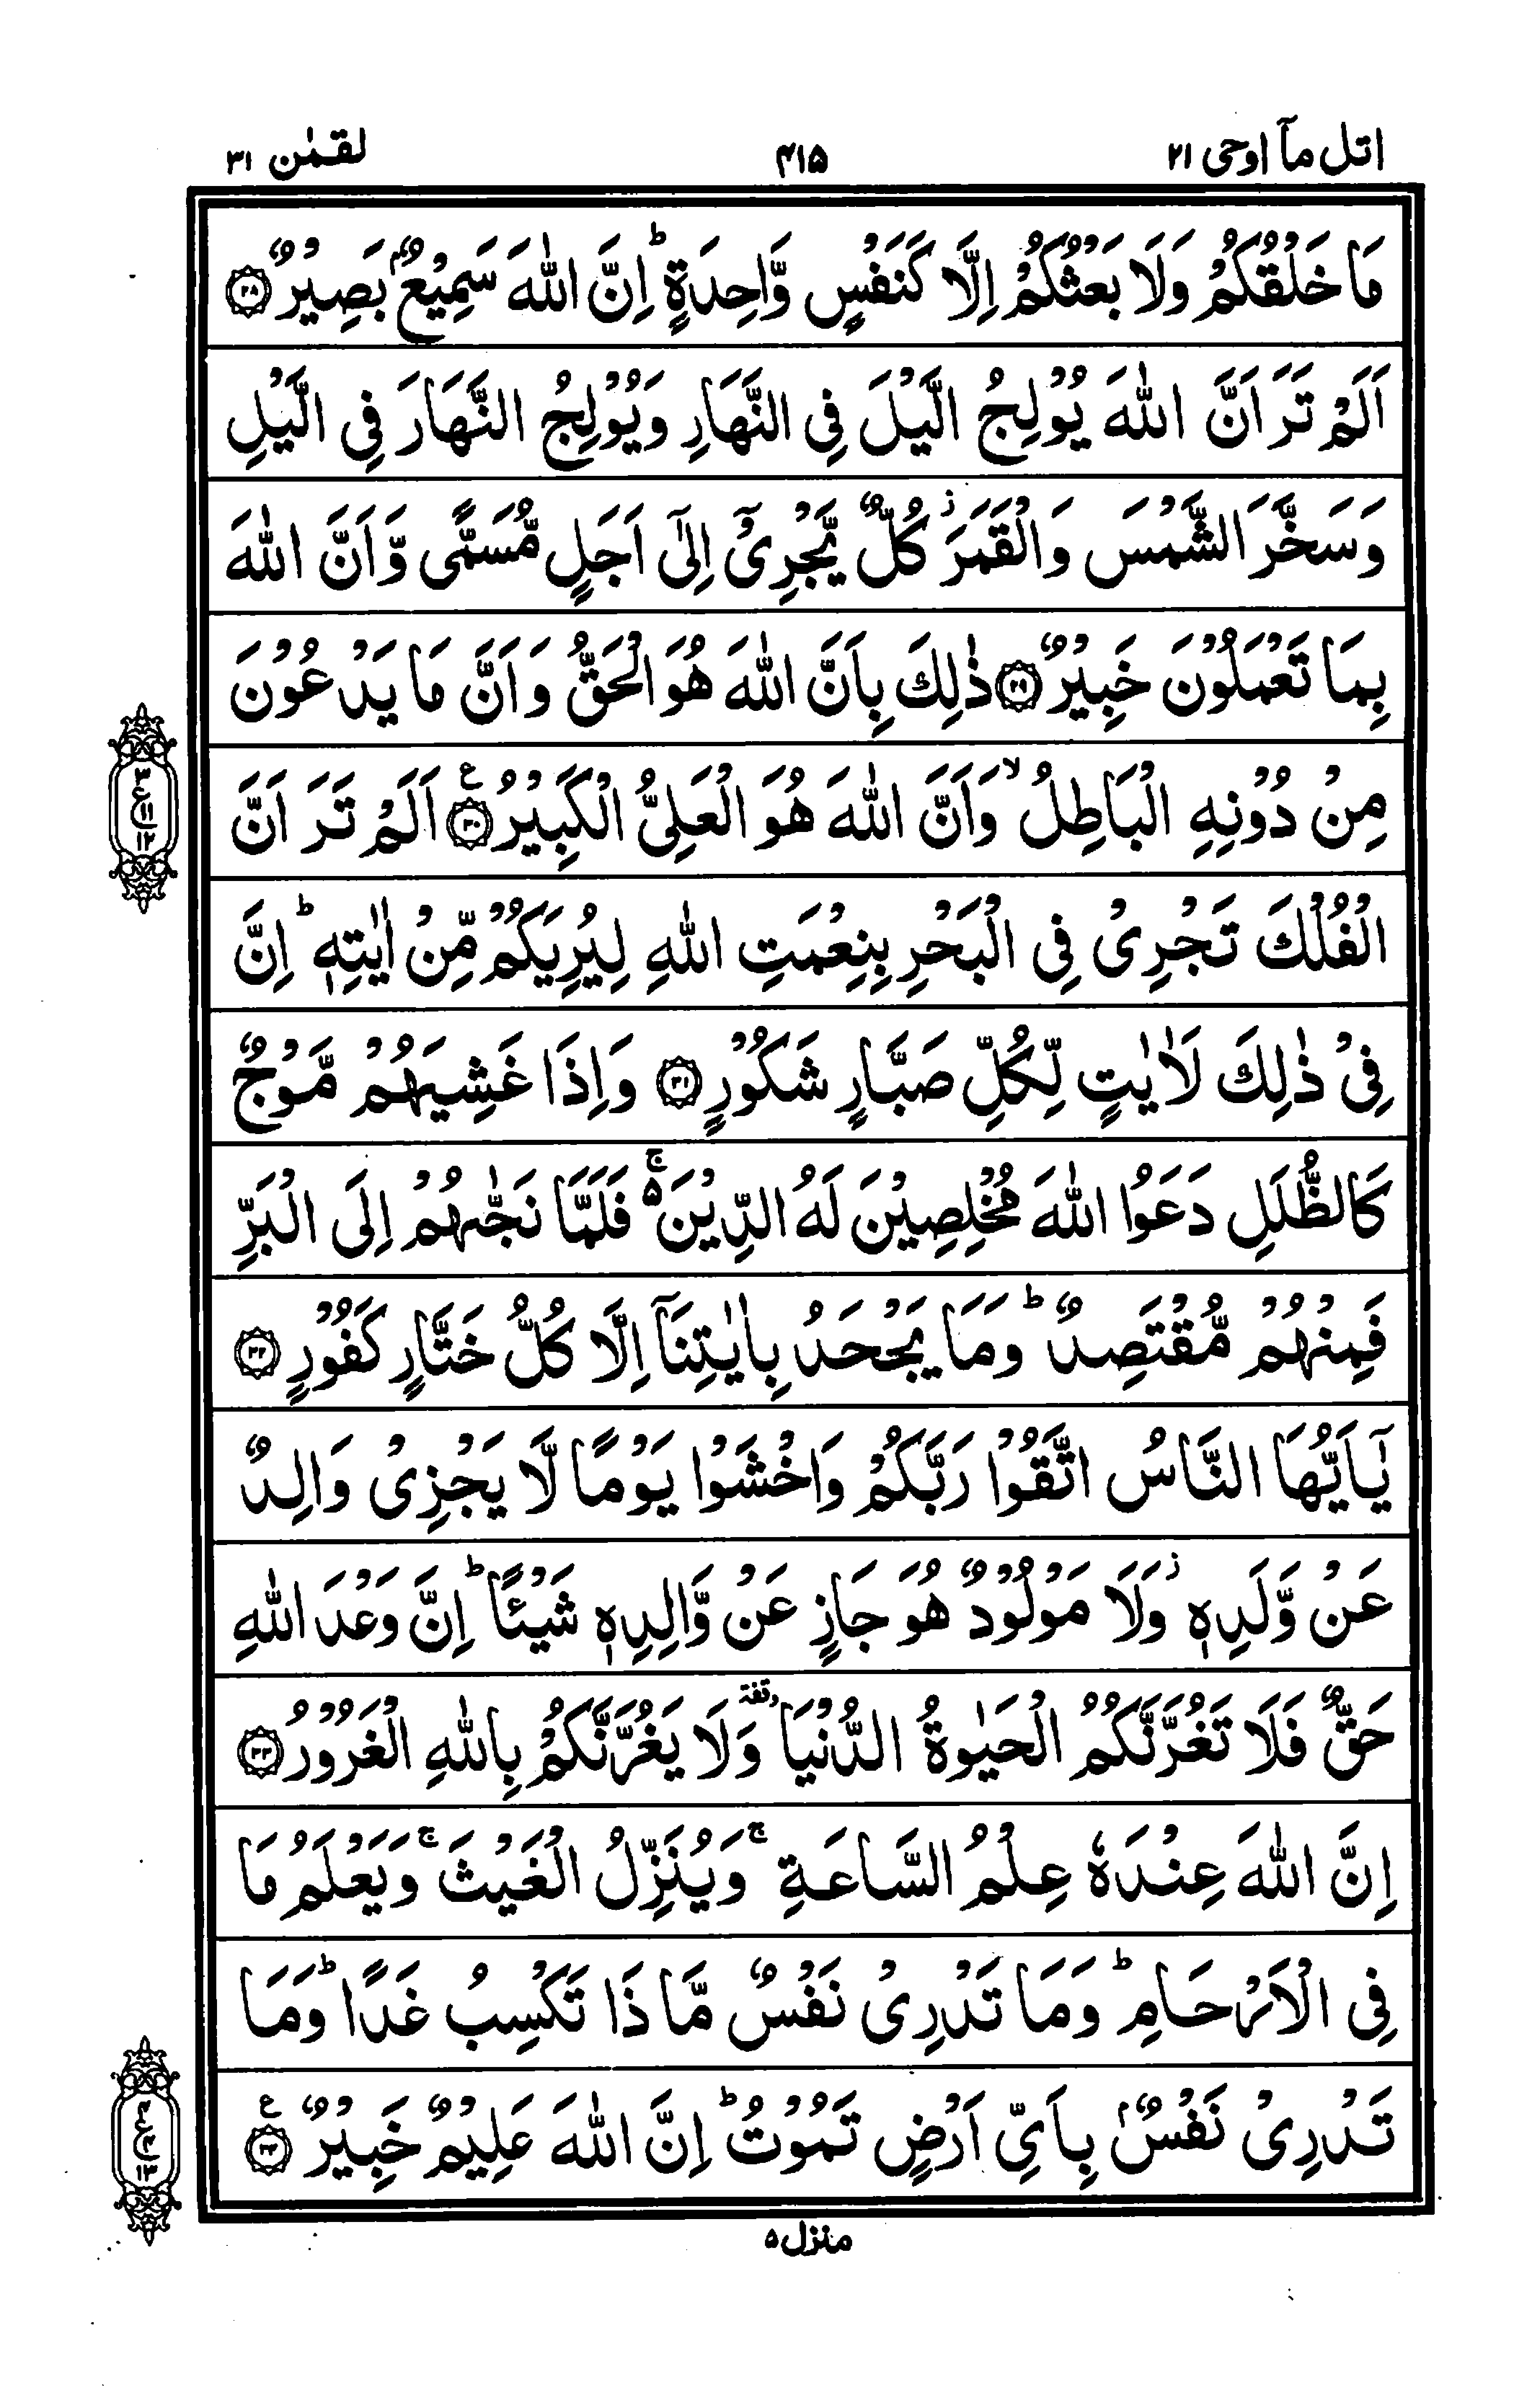 اتل مآ اوحی ۲۱
۴۱۵
لقمٰن ۳۱
مَا خَلْقُكُمْ وَلَا بَعْثُكُمْ اِلَّا كَنَفْسٍ وَّاحِدَةٍ ؕ اِنَّ اللّٰهَ سَمِيْعٌۢ بَصِيْرٌ ﴿۲۸﴾
اَلَمْ تَرَ اَنَّ اللّٰهَ يُوْلِجُ الَّيْلَ فِى النَّهَارِ وَيُوْلِجُ النَّهَارَ فِى الَّيْلِ
وَسَخَّرَ الشَّمْسَ وَالْقَمَرَ ؗ كُلٌّ يَّجْرِىْۤ اِلٰٓى اَجَلٍ مُّسَمًّى وَّاَنَّ اللّٰهَ
بِمَا تَعْمَلُوْنَ خَبِيْرٌ ﴿۲۹﴾ ذٰلِكَ بِاَنَّ اللّٰهَ هُوَ الْحَقُّ وَاَنَّ مَا يَدْعُوْنَ
مِنْ دُوْنِهِ الْبَاطِلُ ۙ وَاَنَّ اللّٰهَ هُوَ الْعَلِىُّ الْكَبِيْرُ ﴿۳۰﴾ ع اَلَمْ تَرَ اَنَّ
الْفُلْكَ تَجْرِىْ فِى الْبَحْرِ بِنِعْمَتِ اللّٰهِ لِيُرِيَكُمْ مِّنْ اٰيٰتِهٖ ؕ اِنَّ
فِىْ ذٰلِكَ لَاٰيٰتٍ لِّكُلِّ صَبَّارٍ شَكُوْرٍ ﴿۳۱﴾ وَاِذَا غَشِيَهُمْ مَّوْجٌ
كَالظُّلَلِ دَعَوُا اللّٰهَ مُخْلِصِيْنَ لَهُ الدِّيْنَ ۵ۚ فَلَمَّا نَجّٰىهُمْ اِلَى الْبَرِّ
فَمِنْهُمْ مُّقْتَصِدٌ ؕ وَمَا يَجْحَدُ بِاٰيٰتِنَاۤ اِلَّا كُلُّ خَتَّارٍ كَفُوْرٍ ﴿۳۲﴾
يٰۤاَيُّهَا النَّاسُ اتَّقُوْا رَبَّكُمْ وَاخْشَوْا يَوْمًا لَّا يَجْزِىْ وَالِدٌ
عَنْ وَّلَدِهٖ ؗ وَلَا مَوْلُوْدٌ هُوَ جَازٍ عَنْ وَّالِدِهٖ شَيْـًٔا ؕ اِنَّ وَعْدَ اللّٰهِ
حَقٌّ فَلَا تَغُرَّنَّكُمُ الْحَيٰوةُ الدُّنْيَا وقفة وَلَا يَغُرَّنَّكُمْ بِاللّٰهِ الْغَرُوْرُ ﴿۳۳﴾
اِنَّ اللّٰهَ عِنْدَهٗ عِلْمُ السَّاعَةِ ۚ وَيُنَزِّلُ الْغَيْثَ ۚ وَيَعْلَمُ مَا
فِى الْاَرْحَامِ ؕ وَمَا تَدْرِىْ نَفْسٌ مَّاذَا تَكْسِبُ غَدًا ؕ وَمَا
تَدْرِىْ نَفْسٌۢ بِاَىِّ اَرْضٍ تَمُوْتُ ؕ اِنَّ اللّٰهَ عَلِيْمٌ خَبِيْرٌ ﴿۳۴﴾ ع
۳
ع ۱۱
۱۲
۴
ع
۱۳
منزل ۵